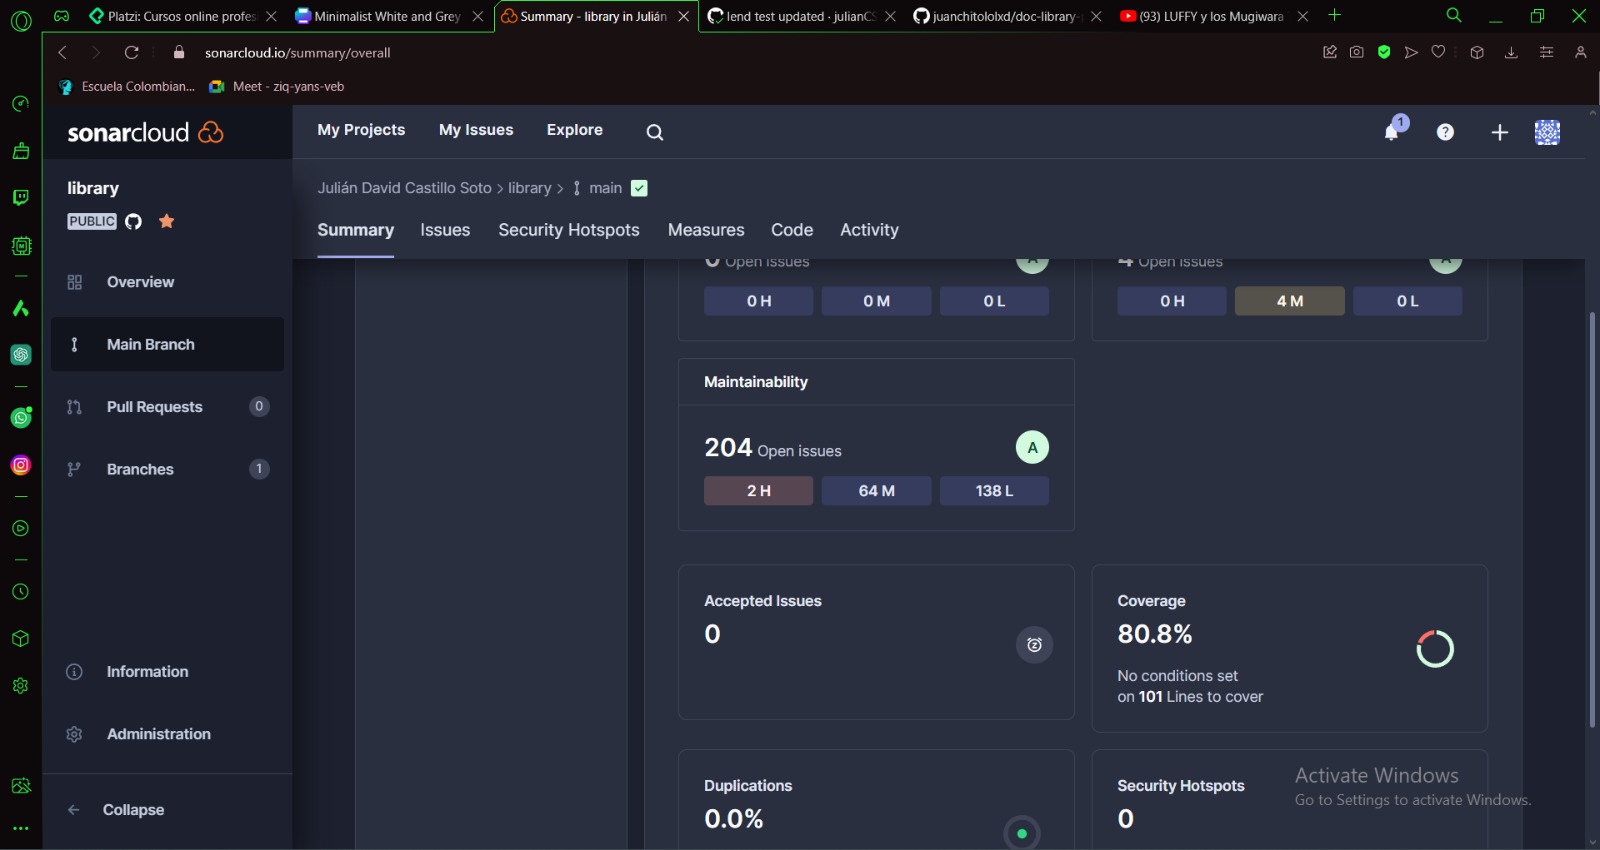 Platzi: Cursos online profes
Minimalist White and Grey
Summary - library in Julián
lend test updated · julianCS
juanchitololxd/doc-library-
(93) LUFFY y los Mugiwara
sonarcloud.io/summary/overall
Escuela Colombian...
Meet - ziq-yans-veb
sonarcloud
My Projects
My Issues
Explore
1
library
PUBLIC
Julián David Castillo Soto > library > main
Summary
Issues
Security Hotspots
Measures
Code
Activity
Overview
Main Branch
Pull Requests
0
Branches
1
Information
Administration
Collapse
0 Open issues
A
0 H
0 M
0 L
4 Open issues
A
0 H
4 M
0 L
Maintainability
204 Open issues
A
2 H
64 M
138 L
Accepted Issues
0
Coverage
80.8%
No conditions set
on 101 Lines to cover
Duplications
0.0%
Security Hotspots
0
Activate Windows
Go to Settings to activate Windows.